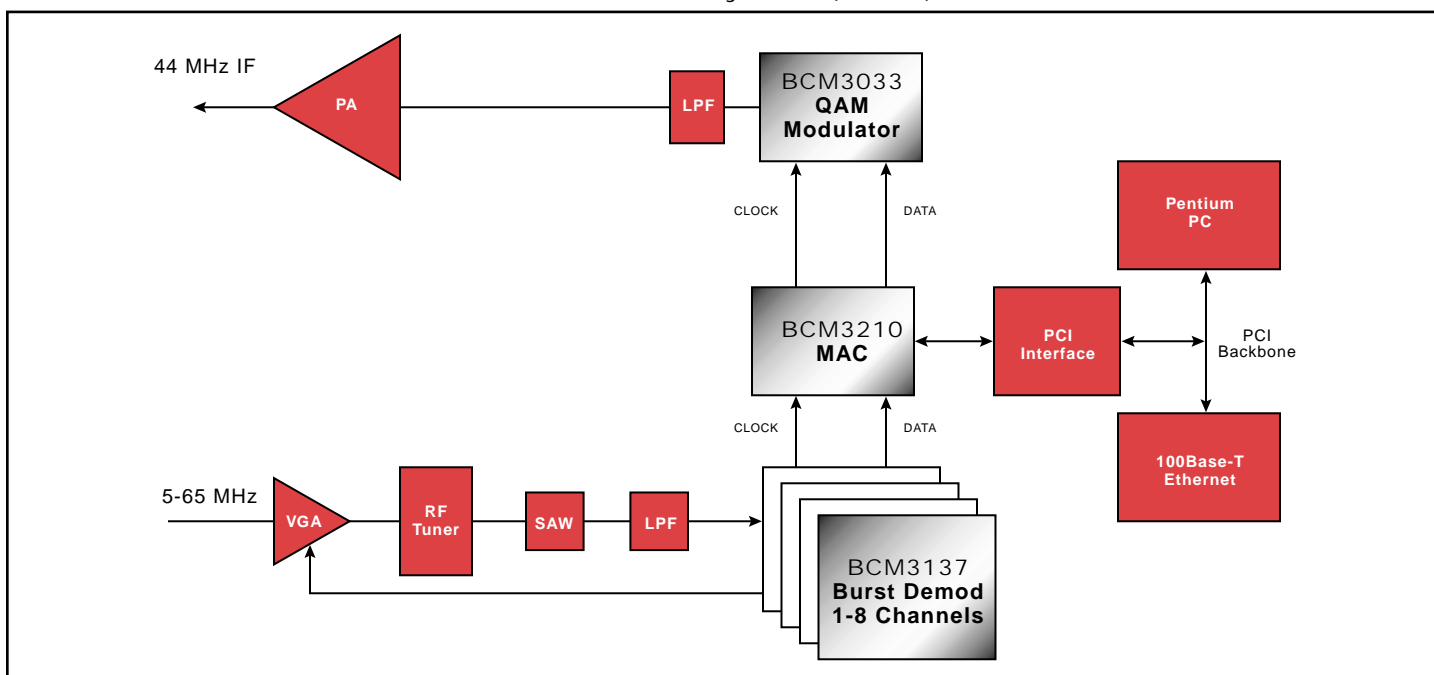 44 MHz IF
PA
LPF
BCM3033
QAM
Modulator
CLOCK
DATA
Pentium
PC
BCM3210
MAC
PCI
Interface
PCI
Backbone
CLOCK
DATA
100Base-T
Ethernet
5-65 MHz
VGA
RF
Tuner
SAW
LPF
BCM3137
Burst Demod
1-8 Channels